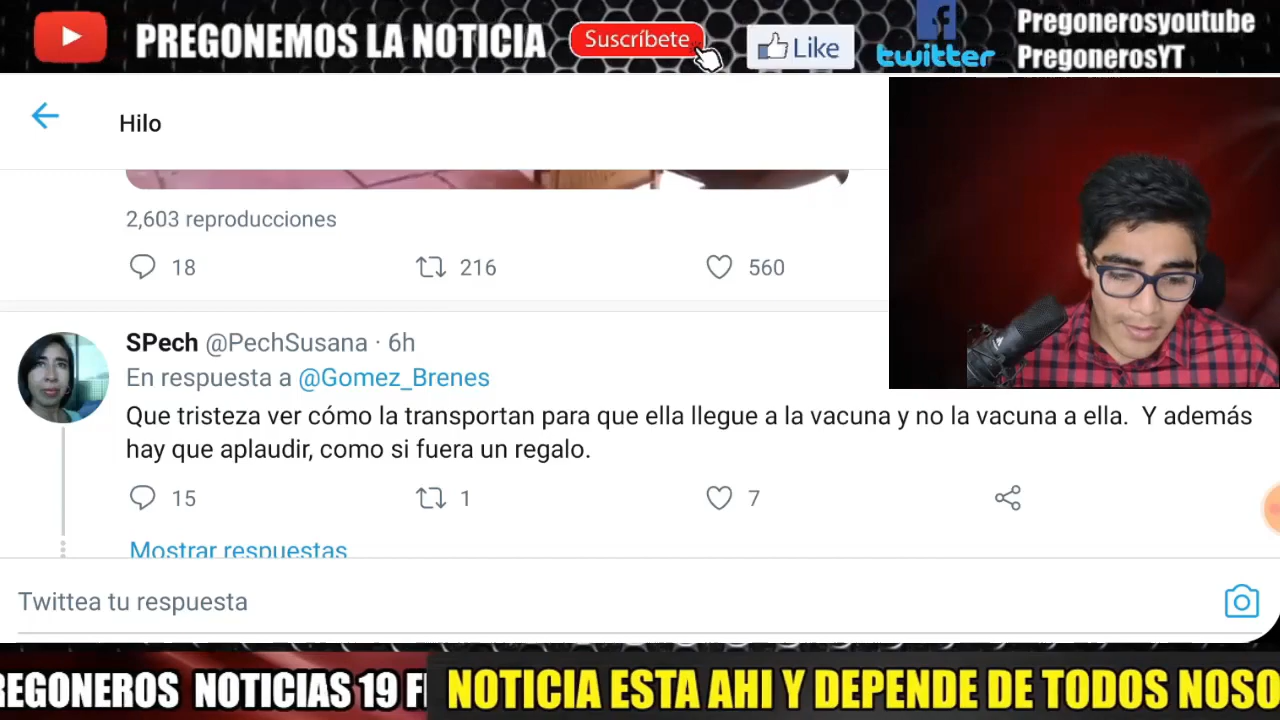 PREGONEMOS LA NOTICIA
Suscríbete
Like
twitter
Pregonerosyoutube
PregonerosYT
Hilo
2,603 reproducciones
18 216 560
SPech @PechSusana · 6h
En respuesta a @Gomez_Brenes
Que tristeza ver cómo la transportan para que ella llegue a la vacuna y no la vacuna a ella. Y además
hay que aplaudir, como si fuera un regalo.
15 1 7
Mostrar respuestas
Twittea tu respuesta
REGONEROS NOTICIAS 19 F
NOTICIA ESTA AHI Y DEPENDE DE TODOS NOSO